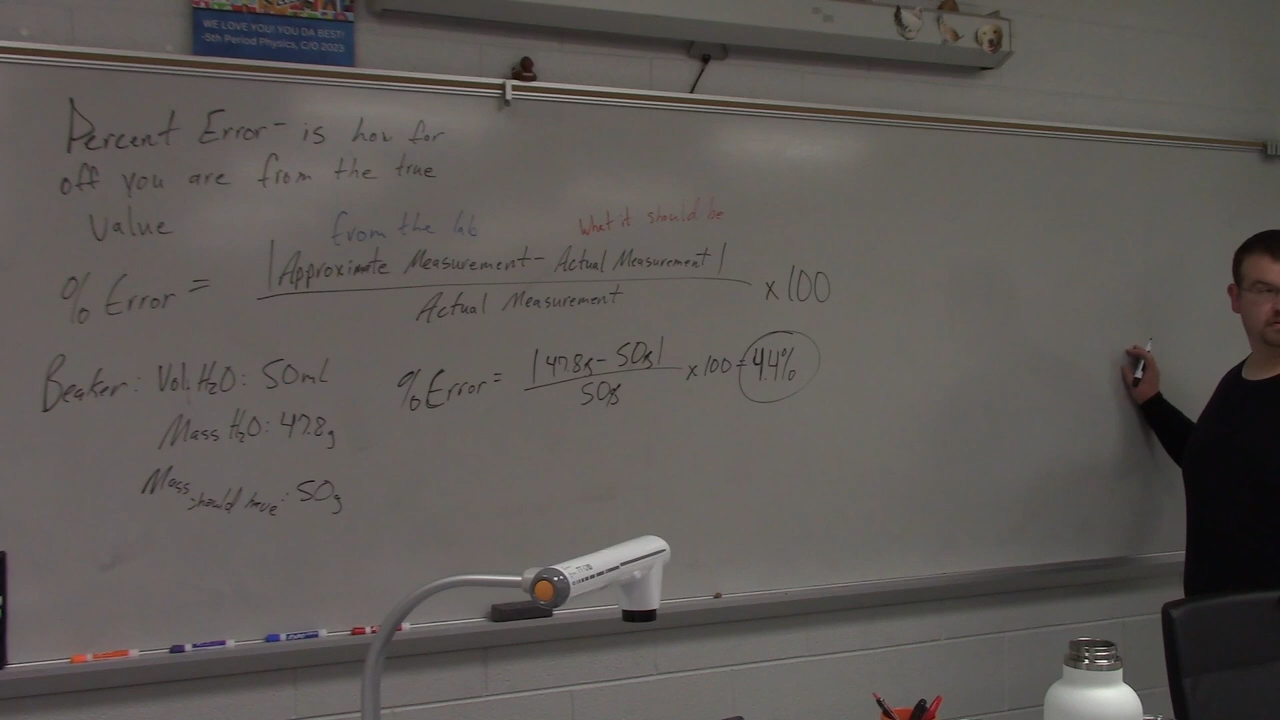 WE LOVE YOU! YOU DA BEST!
-5th Period Physics, C/O 2023
Percent Error - is how far
off you are from the true
value
from the lab
What it should be
% Error = |Approximate Measurement - Actual Measurement|
Actual Measurement
x 100
Beaker: Vol. H2O: 50mL
Mass H2O: 47.8g
Mass should have: 50g
% Error = |47.8g - 50g|
50g
x 100 = 4.4%